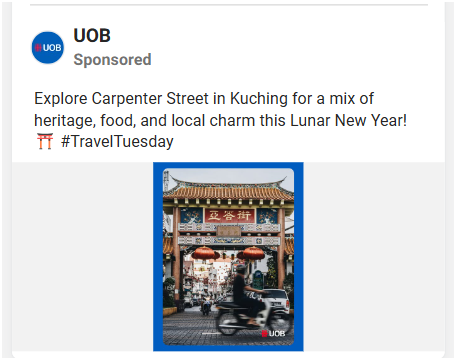 UOB
UOB
Sponsored
Explore Carpenter Street in Kuching for a mix of
heritage, food, and local charm this Lunar New Year!
⛩️ #TravelTuesday
亞答街
UOB